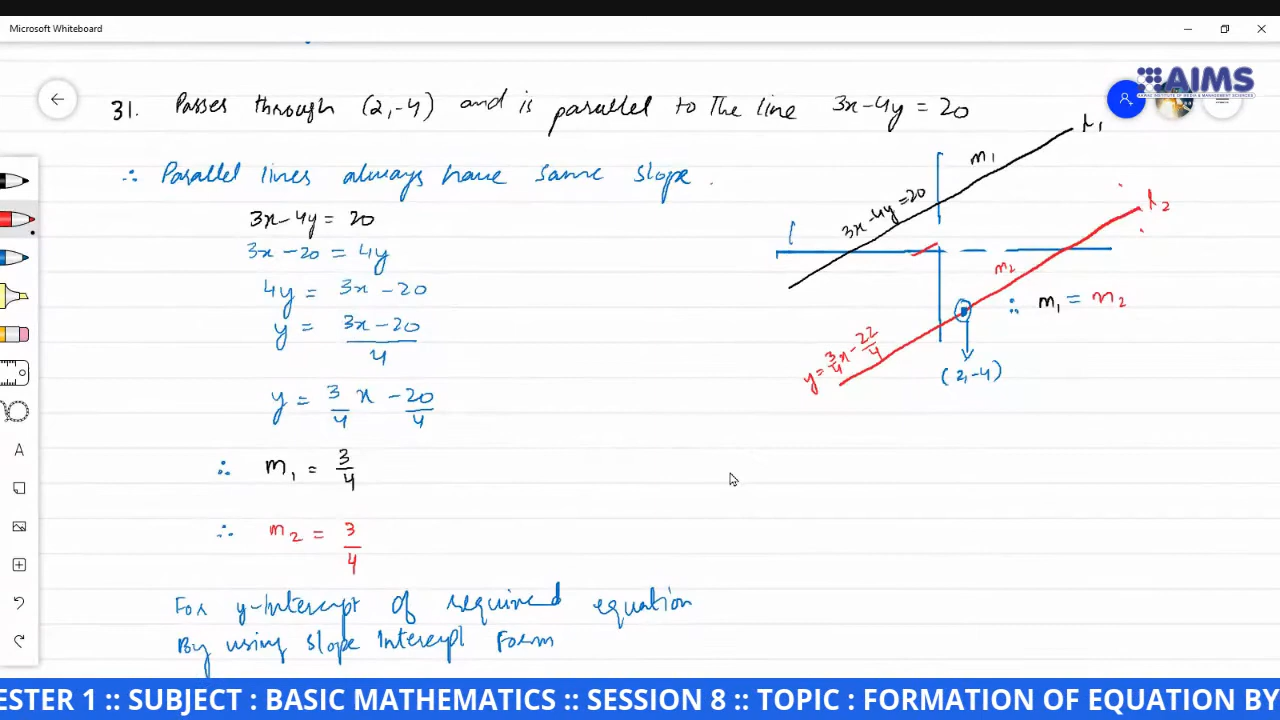 Microsoft Whiteboard
AIMS
31. Passes through (2,-4) and is parallel to The line 3x-4y = 20
∴ Parallel lines always have same slope.
3x-4y = 20
3x-20 = 4y
4y = 3x-20
y = 3x-20/4
y = 3/4 x - 20/4
∴ m1 = 3/4
∴ m2 = 3/4
For y-Intercept of required equation
By using slope Intercept Form
l1
m1
3x-4y=20
l2
m2
∴ m1 = m2
y=3/4x-22/4
(2,-4)
ESTER 1 :: SUBJECT : BASIC MATHEMATICS :: SESSION 8 :: TOPIC : FORMATION OF EQUATION BY